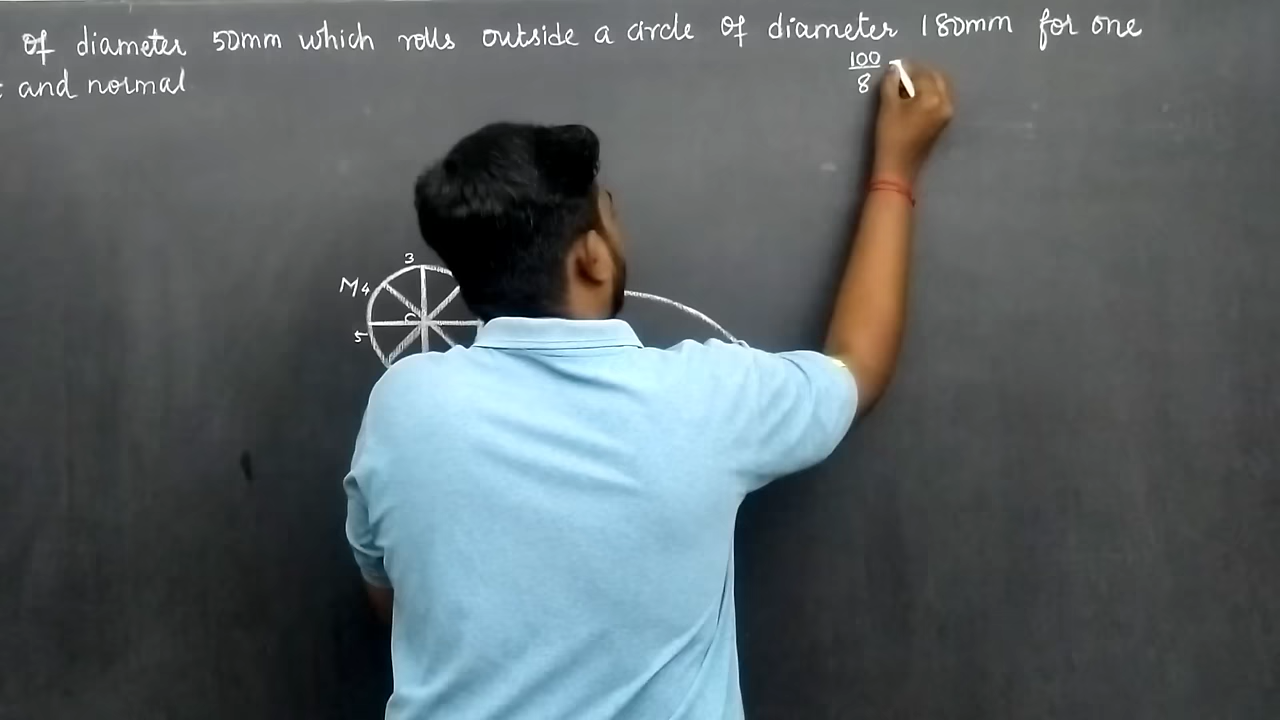 of diameter 50mm which rolls outside a circle of diameter 180mm for one
: and normal
100
8
3
M 4
C
5